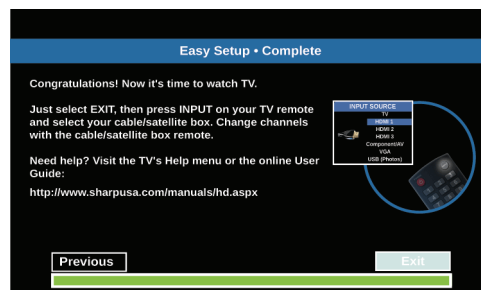 Easy Setup • Complete
Congratulations! Now it's time to watch TV.
Just select EXIT, then press INPUT on your TV remote
and select your cable/satellite box. Change channels
with the cable/satellite box remote.
Need help? Visit the TV's Help menu or the online User
Guide:
http://www.sharpusa.com/manuals/hd.aspx
INPUT SOURCE
TV
HDMI 1
HDMI 2
HDMI 3
Component/AV
VGA
USB (Photos)
Previous
Exit